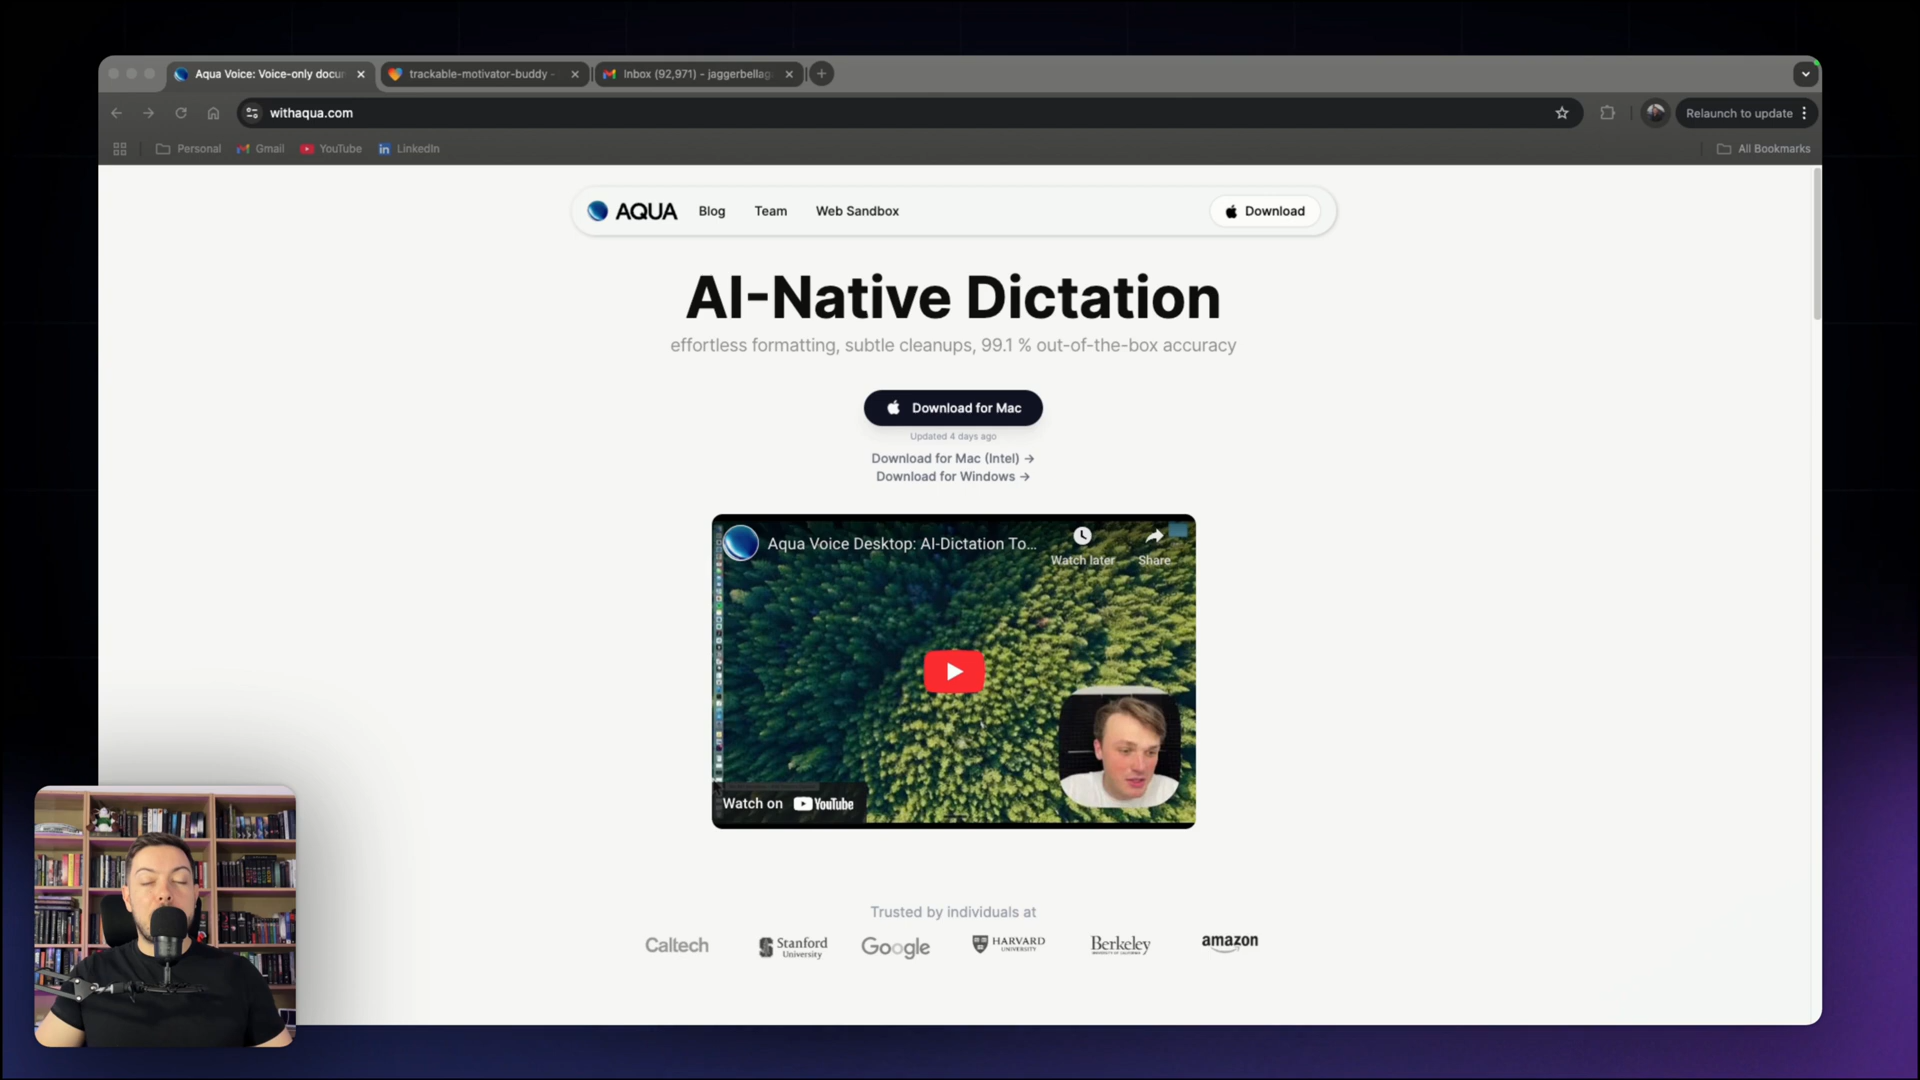 Aqua Voice: Voice-only docu
trackable-motivator-buddy -
Inbox (92,971) - jaggerbellag
withaqua.com
Relaunch to update
Personal
Gmail
YouTube
LinkedIn
All Bookmarks
AQUA
Blog
Team
Web Sandbox
Download
AI-Native Dictation
effortless formatting, subtle cleanups, 99.1 % out-of-the-box accuracy
Download for Mac
Updated 4 days ago
Download for Mac (Intel) →
Download for Windows →
Aqua Voice Desktop: AI-Dictation To...
Watch later
Share
Watch on YouTube
Trusted by individuals at
Caltech
Stanford
University
Google
HARVARD
UNIVERSITY
Berkeley
UNIVERSITY OF CALIFORNIA
amazon